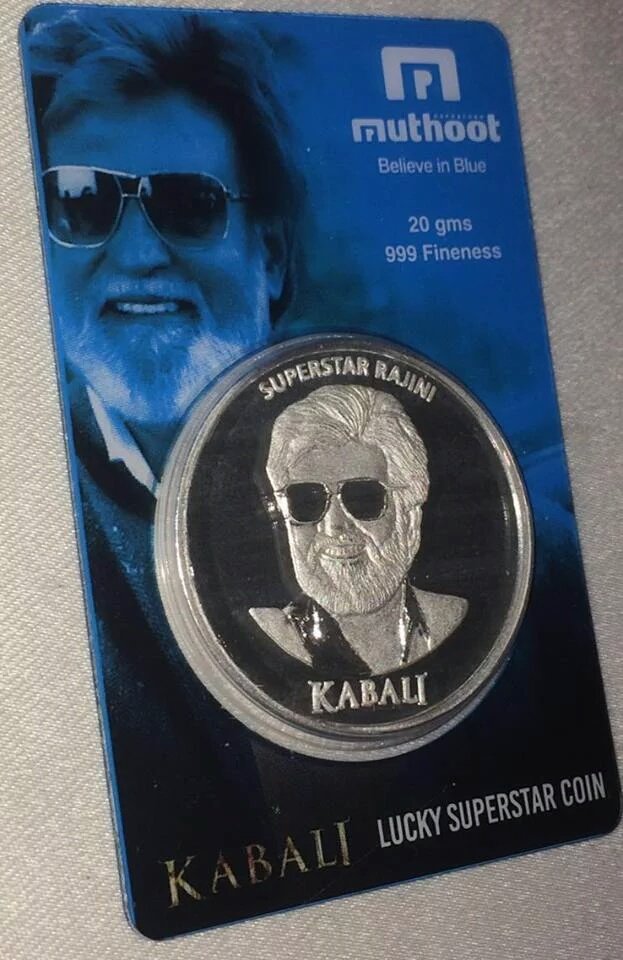 muthoot
Believe in Blue
20 gms
999 Fineness
SUPERSTAR RAJINI
KABALI
KABALI LUCKY SUPERSTAR COIN